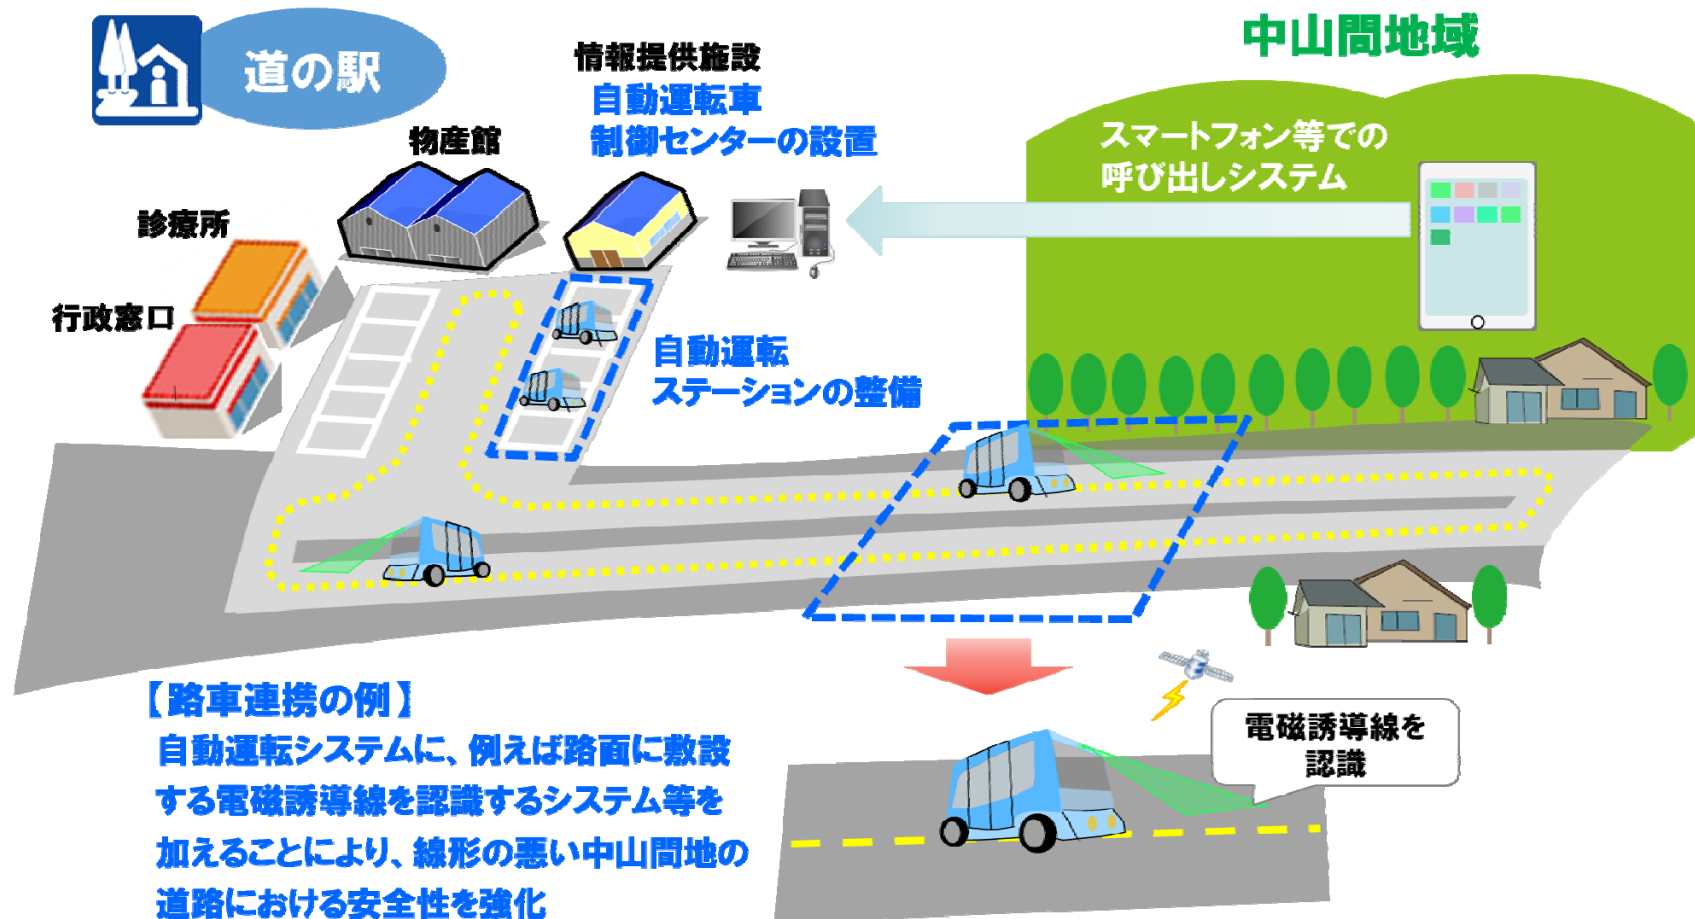 道の駅
情報提供施設
自動運転車
制御センターの設置
中山間地域
物産館
スマートフォン等での
呼び出しシステム
診療所
行政窓口
自動運転
ステーションの整備
【路車連携の例】
自動運転システムに、例えば路面に敷設
する電磁誘導線を認識するシステム等を
加えることにより、線形の悪い中山間地の
道路における安全性を強化
電磁誘導線を
認識